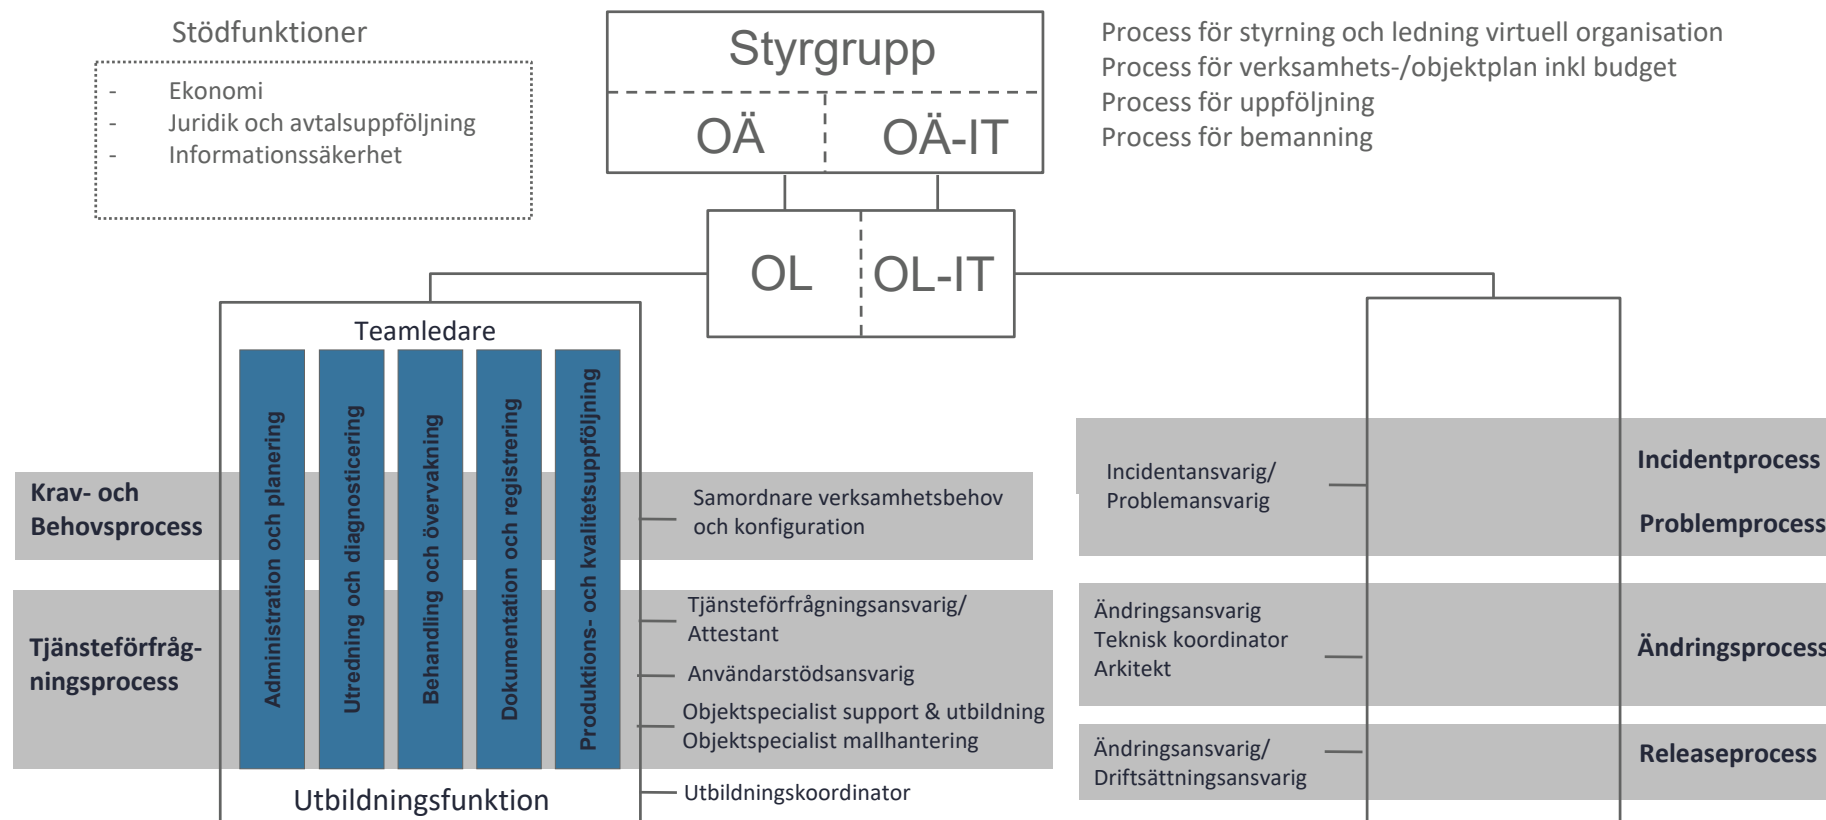 Stödfunktioner
- Ekonomi
- Juridik och avtalsuppföljning
- Informationssäkerhet
Styrgrupp
OÄ
OÄ-IT
Process för styrning och ledning virtuell organisation
Process för verksamhets-/objektplan inkl budget
Process för uppföljning
Process för bemanning
OL
OL-IT
Teamledare
Administration och planering
Utredning och diagnosticering
Behandling och övervakning
Dokumentation och registrering
Produktions- och kvalitetsuppföljning
Krav- och
Behovsprocess
Samordnare verksamhetsbehov
och konfiguration
Tjänsteförfråg-
ningsprocess
Tjänsteförfrågningsansvarig/
Attestant
Användarstödsansvarig
Objektspecialist support & utbildning
Objektspecialist mallhantering
Utbildningsfunktion
Utbildningskoordinator
Incidentansvarig/
Problemansvarig
Incidentprocess
Problemprocess
Ändringsansvarig
Teknisk koordinator
Arkitekt
Ändringsprocess
Ändringsansvarig/
Driftsättningsansvarig
Releaseprocess